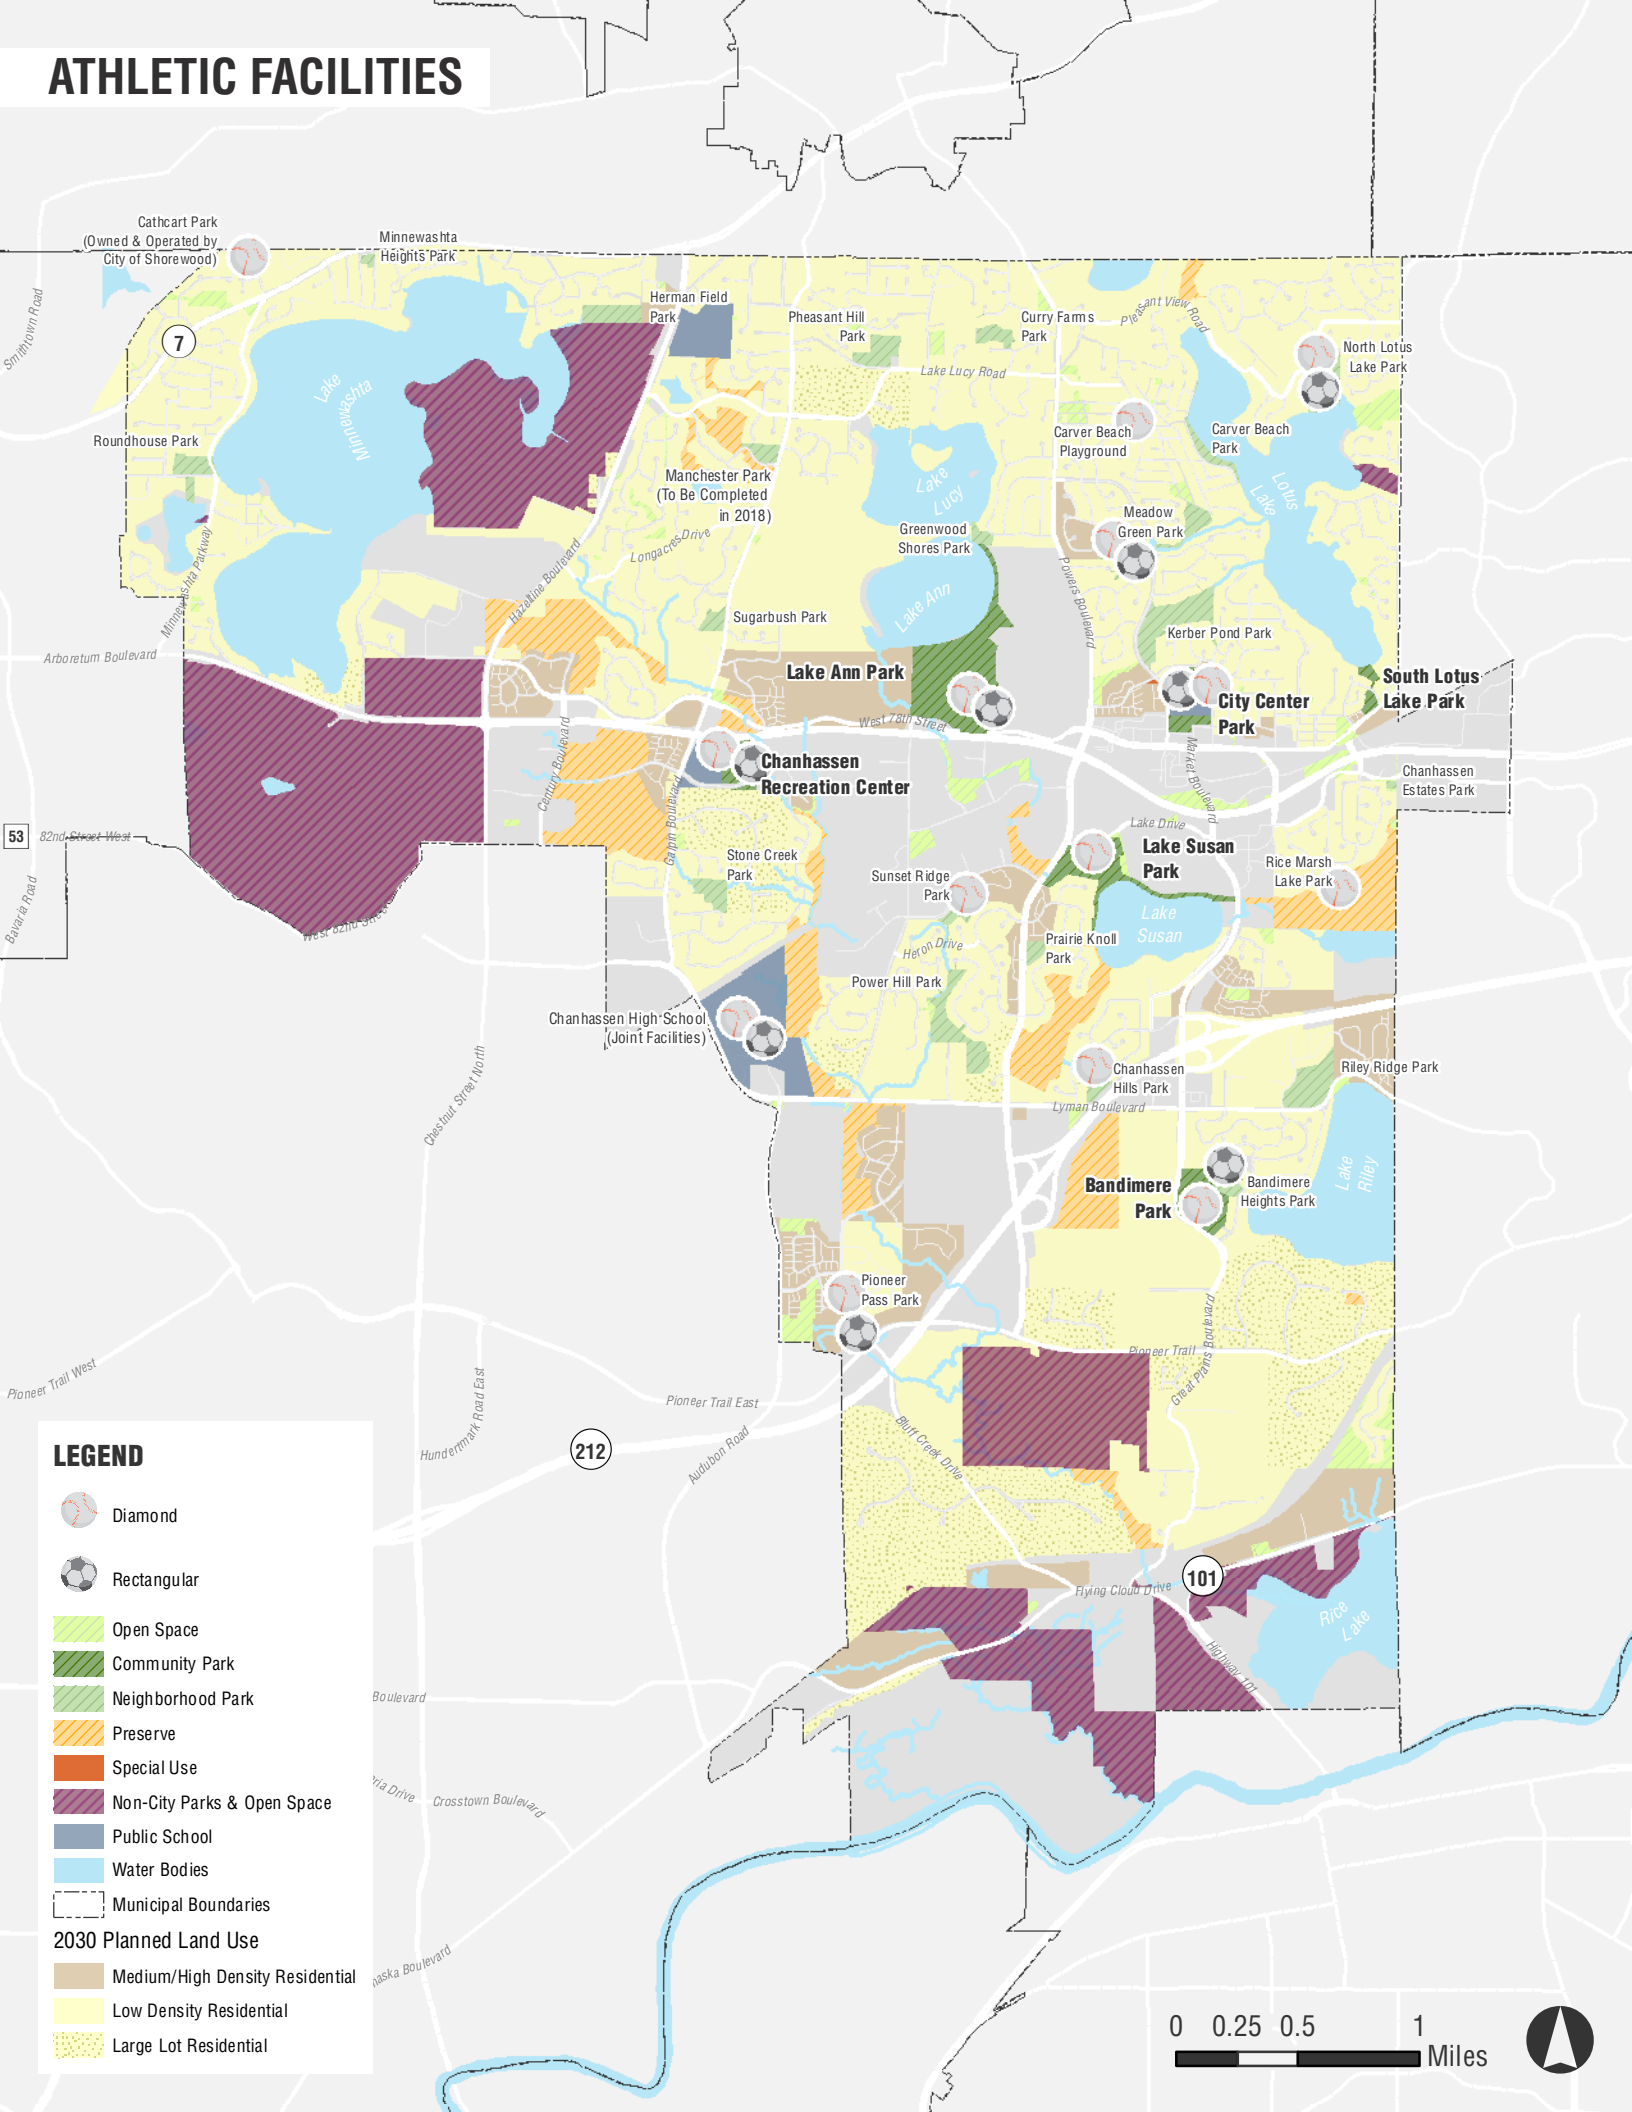 ATHLETIC FACILITIES
Cathcart Park
(Owned & Operated by
City of Shorewood)
Minnewashta
Heights Park
Smithtown Road
7
Herman Field
Park
Pheasant Hill
Park
Curry Farms
Park
Pleasant View Road
North Lotus
Lake Park
Lake Lucy Road
Lake
Minnewashta
Roundhouse Park
Carver Beach
Playground
Carver Beach
Park
Manchester Park
(To Be Completed
in 2018)
Lake
Lucy
Lotus
Lake
Meadow
Green Park
Greenwood
Shores Park
Longacres Drive
Hazeltine Boulevard
Minnewashta Parkway
Powers Boulevard
Lake Ann
Sugarbush Park
Kerber Pond Park
Arboretum Boulevard
Lake Ann Park
South Lotus
Lake Park
City Center
Park
West 78th Street
Century Boulevard
Galpin Boulevard
Market Boulevard
Chanhassen
Recreation Center
Chanhassen
Estates Park
53
82nd Street West
Lake Drive
Lake Susan
Park
Stone Creek
Park
Sunset Ridge
Park
Rice Marsh
Lake Park
Bavaria Road
West 82nd Street
Lake
Susan
Heron Drive
Prairie Knoll
Park
Power Hill Park
Chanhassen High School
(Joint Facilities)
Chestnut Street North
Chanhassen
Hills Park
Riley Ridge Park
Lyman Boulevard
Lake
Riley
Bandimere
Park
Bandimere
Heights Park
Pioneer
Pass Park
Great Plains Boulevard
Pioneer Trail
Pioneer Trail West
Hundertmark Road East
Pioneer Trail East
Audubon Road
Bluff Creek Drive
212
101
Flying Cloud Drive
Rice
Lake
Highway 101
Boulevard
Crosstown Boulevard
LEGEND
Diamond
Rectangular
Open Space
Community Park
Neighborhood Park
Preserve
Special Use
Non-City Parks & Open Space
Public School
Water Bodies
Municipal Boundaries
2030 Planned Land Use
Medium/High Density Residential
Low Density Residential
Large Lot Residential
0 0.25 0.5 1
Miles